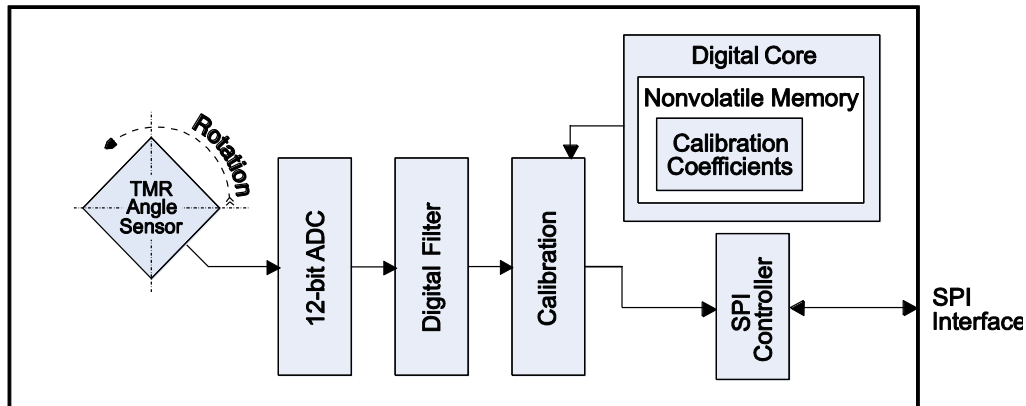 Digital Core
Nonvolatile Memory
Calibration
Coefficients
Rotation
TMR
Angle
Sensor
12-bit ADC
Digital Filter
Calibration
SPI
Controller
SPI
Interface